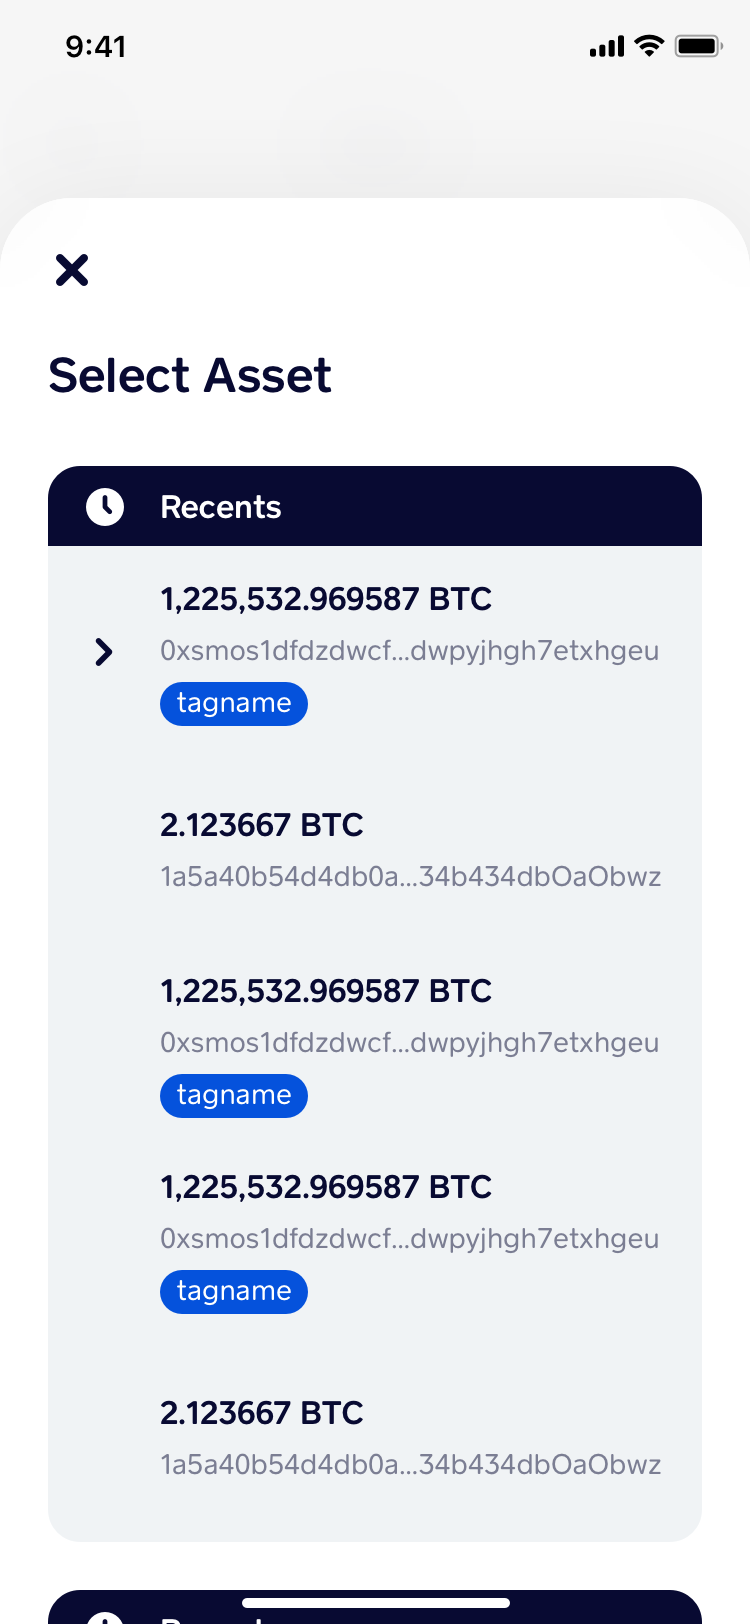 9:41
Select Asset
Recents
1,225,532.969587 BTC
0xsmos1dfdzdwcf...dwpyjhgh7etxhgeu
tagname
2.123667 BTC
1a5a40b54d4db0a...34b434dbOaObwz
1,225,532.969587 BTC
0xsmos1dfdzdwcf...dwpyjhgh7etxhgeu
tagname
1,225,532.969587 BTC
0xsmos1dfdzdwcf...dwpyjhgh7etxhgeu
tagname
2.123667 BTC
1a5a40b54d4db0a...34b434dbOaObwz